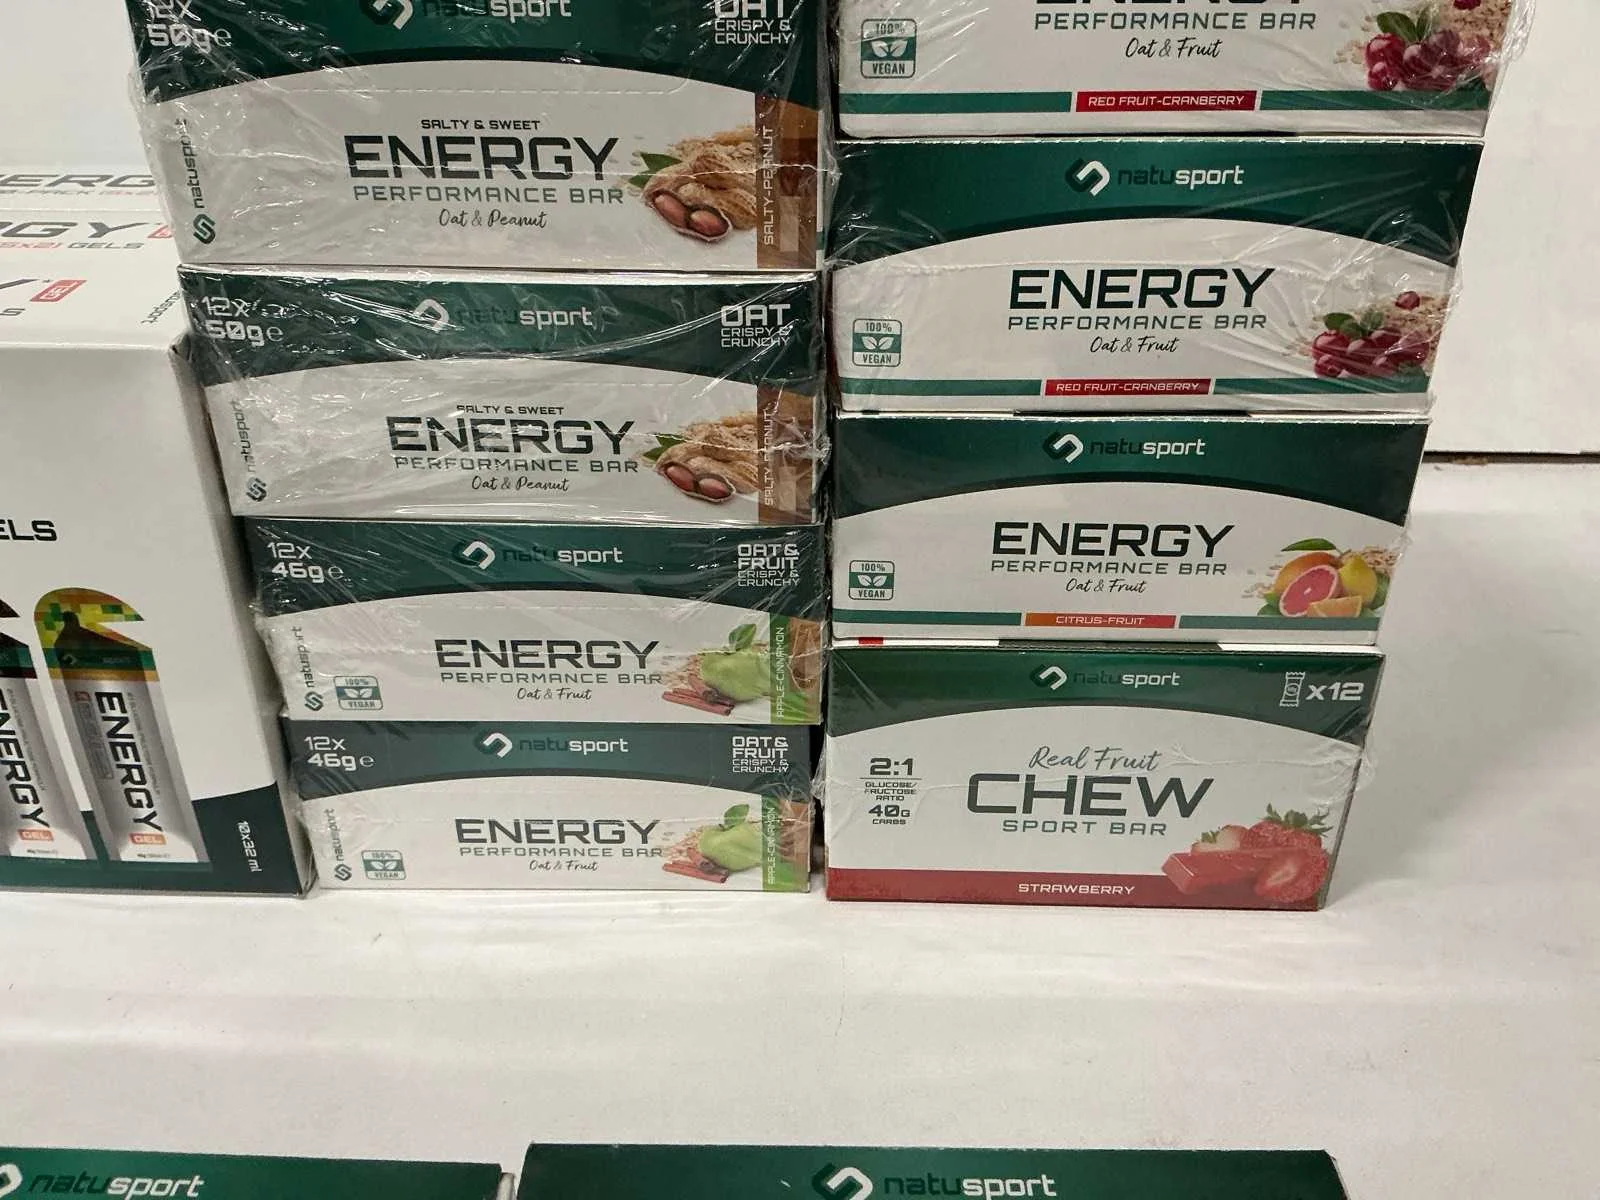 12x
50g e
natusport
OAT
CRISPY &
CRUNCHY
SALTY & SWEET
ENERGY
PERFORMANCE BAR
Oat & Peanut
natusport
SALTY-PEANUT
12x
50g e
natusport
OAT
CRISPY &
CRUNCHY
SALTY & SWEET
ENERGY
PERFORMANCE BAR
Oat & Peanut
natusport
SALTY-PEANUT
12x
46g e
natusport
OAT &
FRUIT
CRISPY &
CRUNCHY
ENERGY
PERFORMANCE BAR
Oat & Fruit
natusport
100%
VEGAN
APPLE-CINNAMON
12x
46g e
natusport
OAT &
FRUIT
CRISPY &
CRUNCHY
ENERGY
PERFORMANCE BAR
Oat & Fruit
natusport
100%
VEGAN
APPLE-CINNAMON
ENERGY
PERFORMANCE BAR
Oat & Fruit
100%
VEGAN
RED FRUIT-CRANBERRY
natusport
ENERGY
PERFORMANCE BAR
Oat & Fruit
100%
VEGAN
RED FRUIT-CRANBERRY
natusport
ENERGY
PERFORMANCE BAR
Oat & Fruit
100%
VEGAN
CITRUS-FRUIT
natusport
x12
Real Fruit
CHEW
SPORT BAR
2:1
GLUCOSE/
FRUCTOSE
RATIO
40G
CARBS
STRAWBERRY
GELS
natusport
ENERGY
GEL
ENERGY
GEL
10x32 ml
natusport
natusport